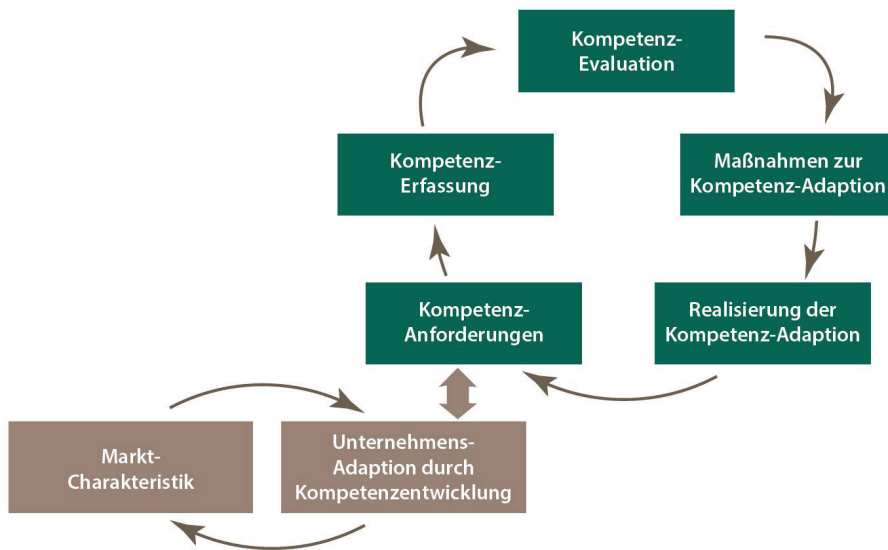 Kompetenz-
Evaluation
Kompetenz-
Erfassung
Maßnahmen zur
Kompetenz-Adaption
Kompetenz-
Anforderungen
Realisierung der
Kompetenz-Adaption
Markt-
Charakteristik
Unternehmens-
Adaption durch
Kompetenzentwicklung